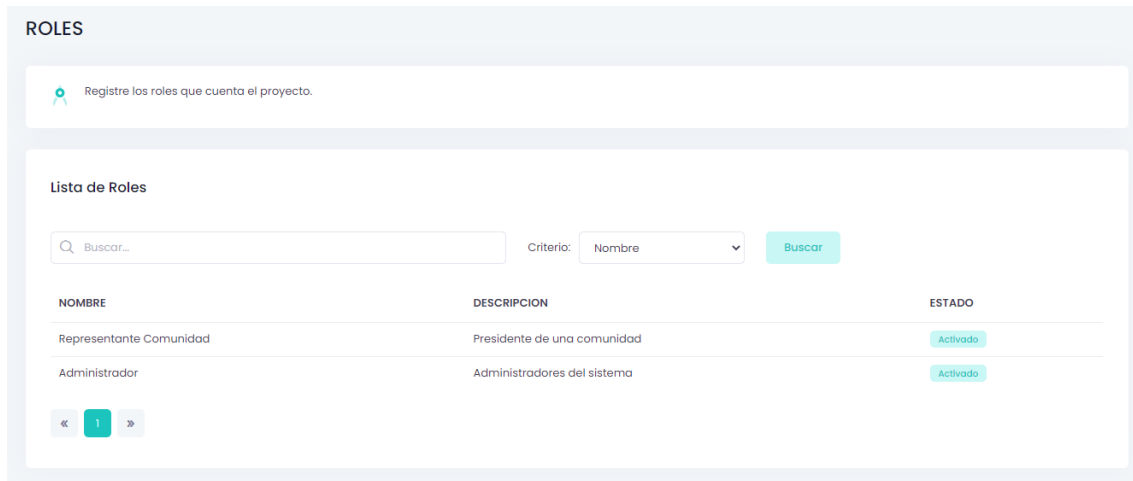 ROLES
Registre los roles que cuenta el proyecto.
Lista de Roles
Buscar... Criterio: Nombre Buscar
NOMBRE DESCRIPCION ESTADO
Representante Comunidad Presidente de una comunidad Activado
Administrador Administradores del sistema Activado
« 1 »